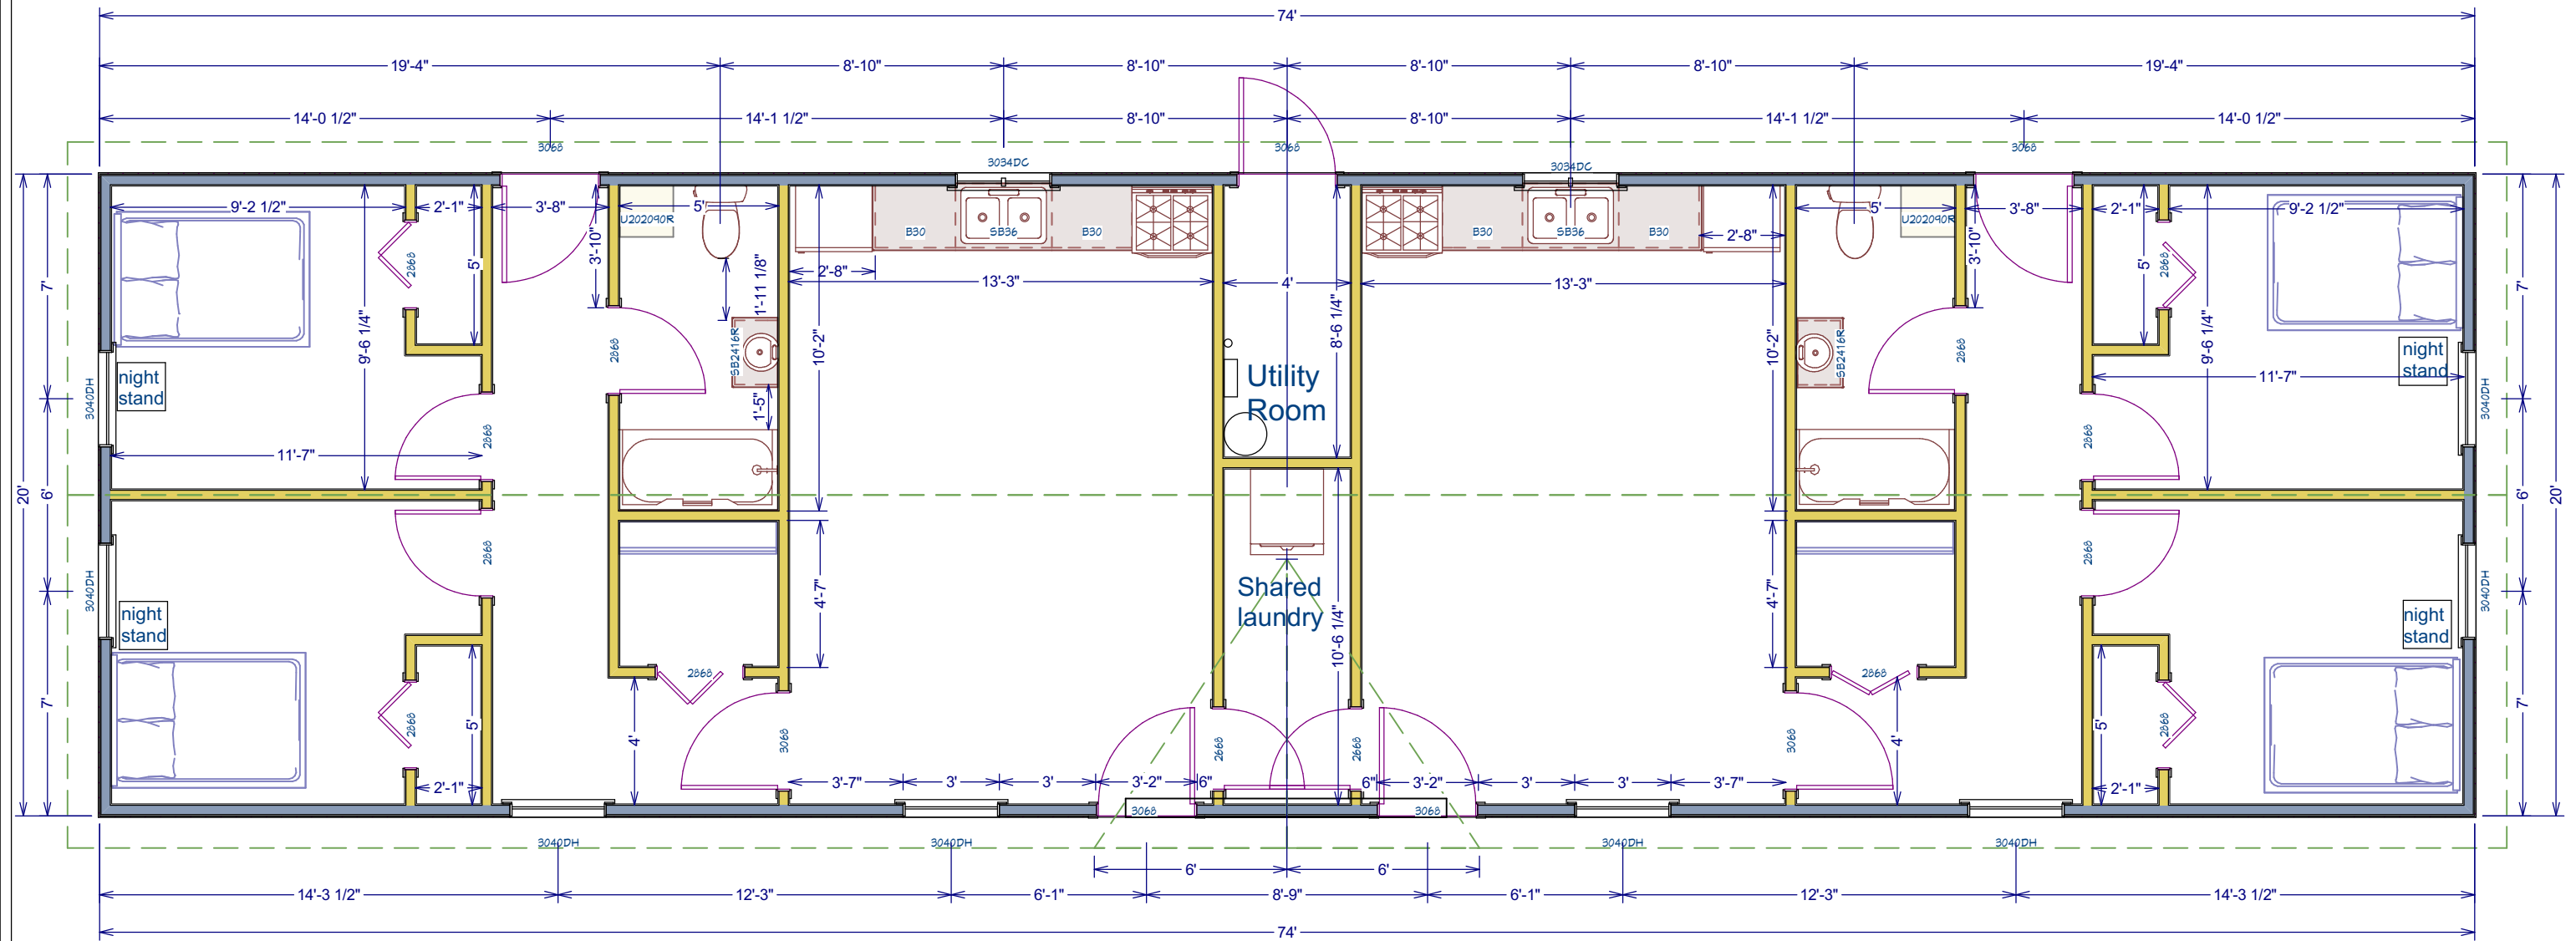 74'
19'-4" 8'-10" 8'-10" 8'-10" 8'-10" 19'-4"
14'-0 1/2" 14'-1 1/2" 8'-10" 8'-10" 14'-1 1/2" 14'-0 1/2"
3068 3068 3068
3034DC 3034DC
9'-2 1/2" 2'-1" 3'-8" 5' 5' 3'-8" 2'-1" 9'-2 1/2"
U202090R U202090R
B30 SB36 B30 B30 SB36 B30
2'-8" 2'-8"
3'-10" 3'-10"
5' 2868 2868 5'
13'-3" 4' 13'-3"
7' 1'-11 1/8" 7'
9'-6 1/4" 2868 SB2416R 10'-2" 8'-6 1/4" 10'-2" SB2416R 2868 9'-6 1/4"
night
stand
Utility
Room
night
stand
11'-7"
3040DH 1'-5" 3040DH
2868 2868
11'-7"
20' 6' 6' 20'
2868 2868
3040DH 4'-7" 4'-7" 3040DH
Shared
laundry
night
stand
night
stand
10'-6 1/4"
7' 2868 2868 7'
2868 5' 4' 3068 2668 2668 3068 4' 5' 2868
2'-1" 3'-7" 3' 3' 3'-2" 6" 6" 3'-2" 3' 3' 3'-7" 2'-1"
3068 3068
3040DH 3040DH 3040DH 3040DH
6' 6'
14'-3 1/2" 12'-3" 6'-1" 8'-9" 6'-1" 12'-3" 14'-3 1/2"
74'